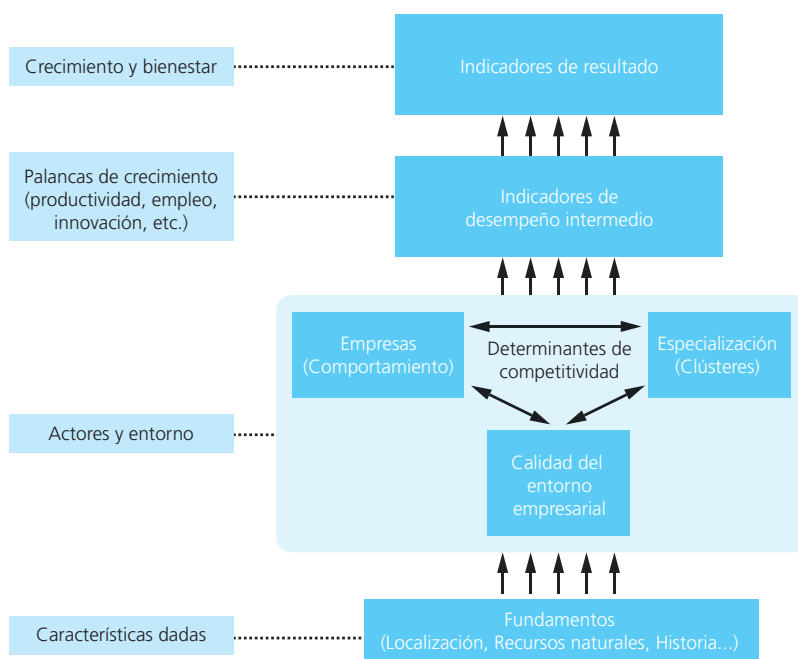 Crecimiento y bienestar
Indicadores de resultado
Palancas de crecimiento
(productividad, empleo,
innovación, etc.)
Indicadores de
desempeño intermedio
Empresas
(Comportamiento)
Determinantes de
competitividad
Especialización
(Clústeres)
Actores y entorno
Calidad del
entorno
empresarial
Características dadas
Fundamentos
(Localización, Recursos naturales, Historia...)